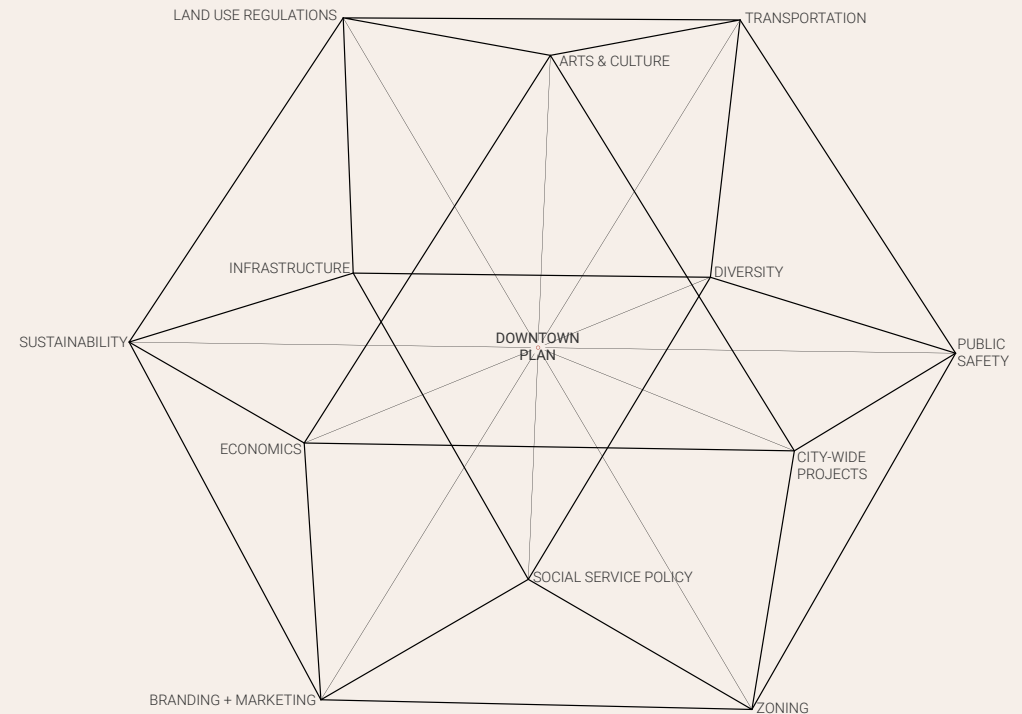 LAND USE REGULATIONS
TRANSPORTATION
ARTS & CULTURE
INFRASTRUCTURE
DIVERSITY
SUSTAINABILITY
DOWNTOWN
PLAN
PUBLIC
SAFETY
ECONOMICS
CITY-WIDE
PROJECTS
SOCIAL SERVICE POLICY
BRANDING + MARKETING
ZONING